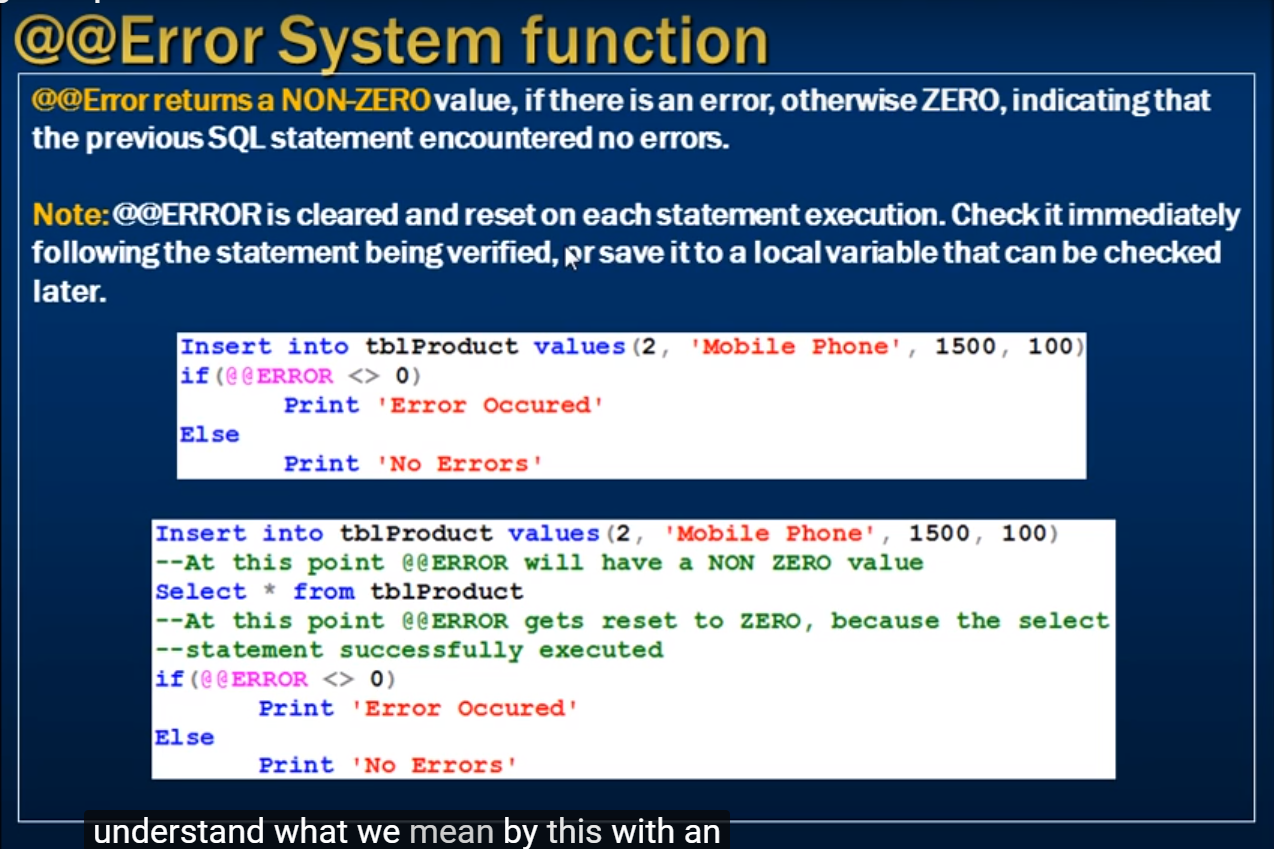 @@Error System function
@@Error returns a NON-ZERO value, if there is an error, otherwise ZERO, indicating that
the previous SQL statement encountered no errors.
Note: @@ERROR is cleared and reset on each statement execution. Check it immediately
following the statement being verified, or save it to a local variable that can be checked
later.
Insert into tblProduct values(2, 'Mobile Phone', 1500, 100)
if(@@ERROR <> 0)
Print 'Error Occured'
Else
Print 'No Errors'
Insert into tblProduct values(2, 'Mobile Phone', 1500, 100)
--At this point @@ERROR will have a NON ZERO value
Select * from tblProduct
--At this point @@ERROR gets reset to ZERO, because the select
--statement successfully executed
if(@@ERROR <> 0)
Print 'Error Occured'
Else
Print 'No Errors'
understand what we mean by this with an